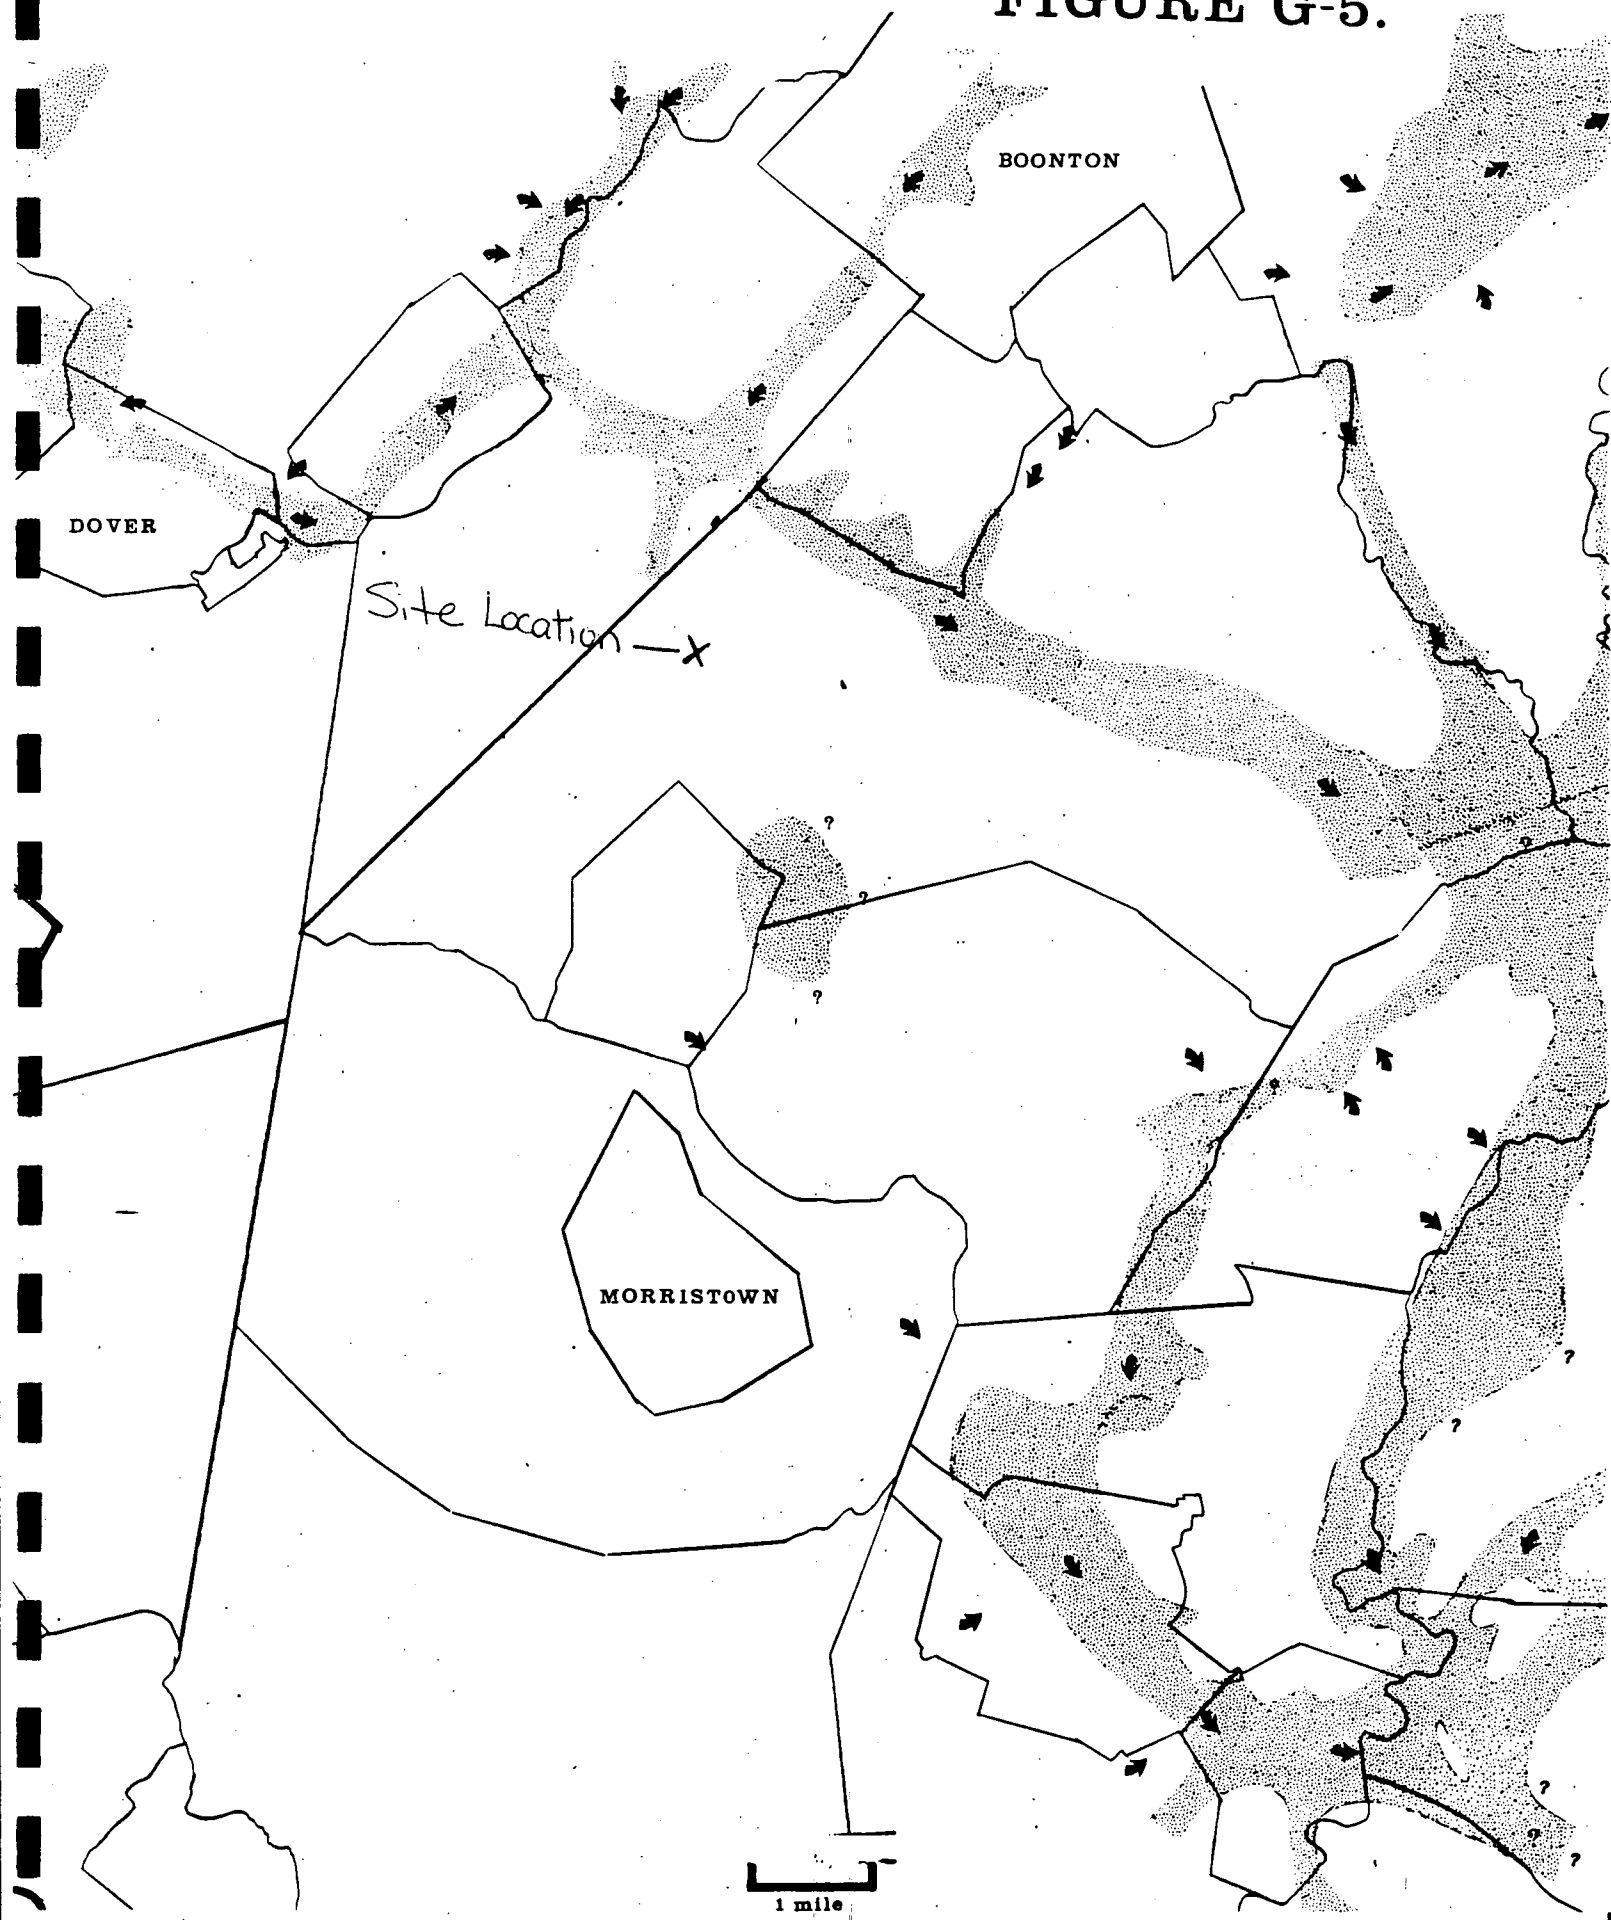 FIGURE G-5.
BOONTON
DOVER
Site Location — X
?
?
?
MORRISTOWN
?
?
?
?
?
1 mile